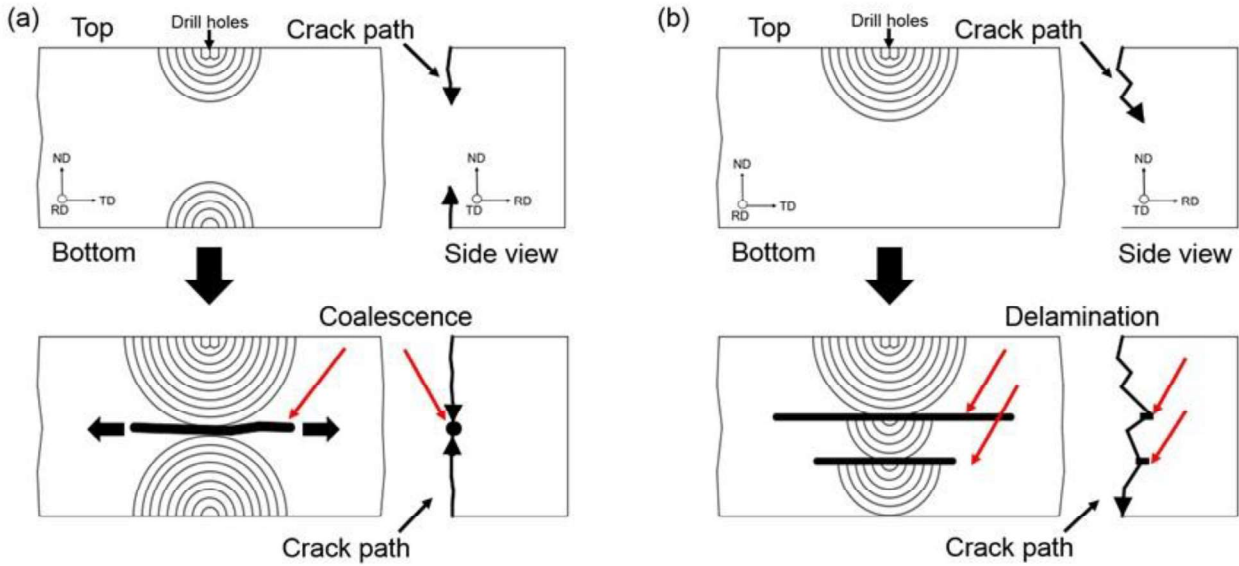 (a)
Top
Drill holes
Crack path
ND
RD
TD
ND
TD
RD
Bottom
Side view
Coalescence
Crack path
(b)
Top
Drill holes
Crack path
ND
RD
TD
ND
TD
RD
Bottom
Side view
Delamination
Crack path